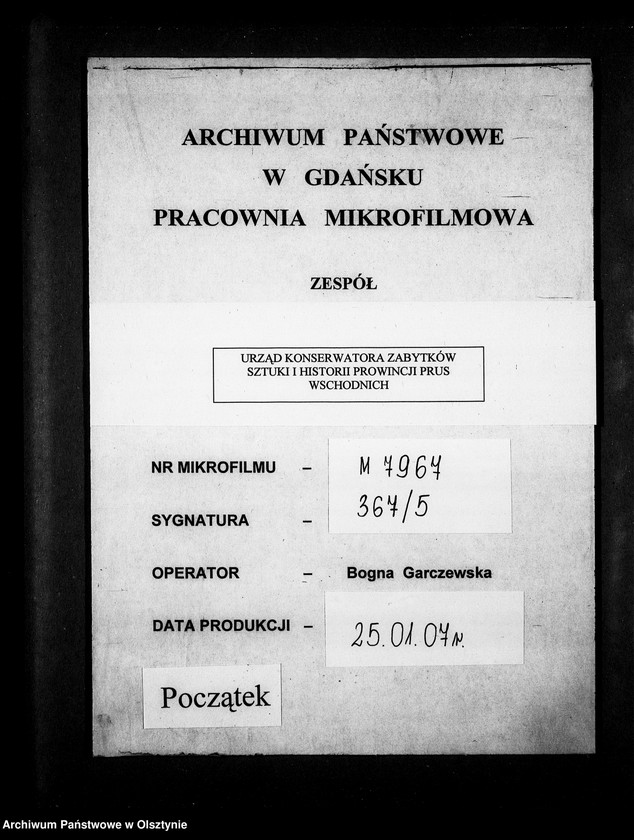 ARCHIWUM PAŃSTWOWE
W GDAŃSKU
PRACOWNIA MIKROFILMOWA
ZESPÓŁ
URZĄD KONSERWATORA ZABYTKÓW
SZTUKI I HISTORII PROWINCJI PRUS
WSCHODNICH
NR MIKROFILMU – M 7967
SYGNATURA – 367/5
OPERATOR – Bogna Garczewska
DATA PRODUKCJI – 25.01.07r.
Początek
Archiwum Państwowe w Olsztynie